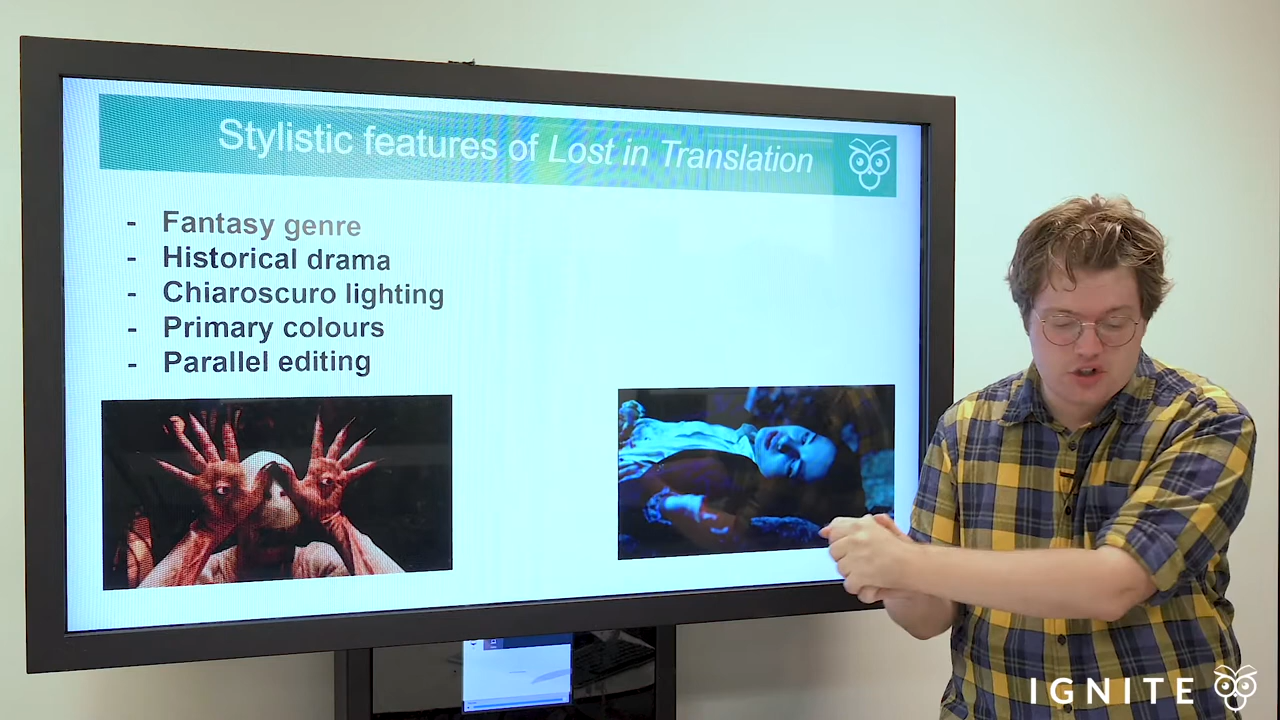 Stylistic features of Lost in Translation
- Fantasy genre
- Historical drama
- Chiaroscuro lighting
- Primary colours
- Parallel editing
IGNITE